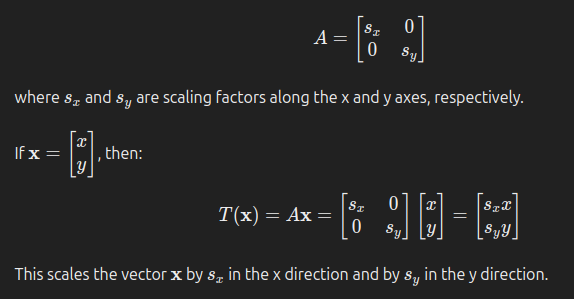 A = [s_x 0; 0 s_y]
where s_x and s_y are scaling factors along the x and y axes, respectively.
If x = [x; y], then:
T(x) = Ax = [s_x 0; 0 s_y] [x; y] = [s_x x; s_y y]
This scales the vector x by s_x in the x direction and by s_y in the y direction.